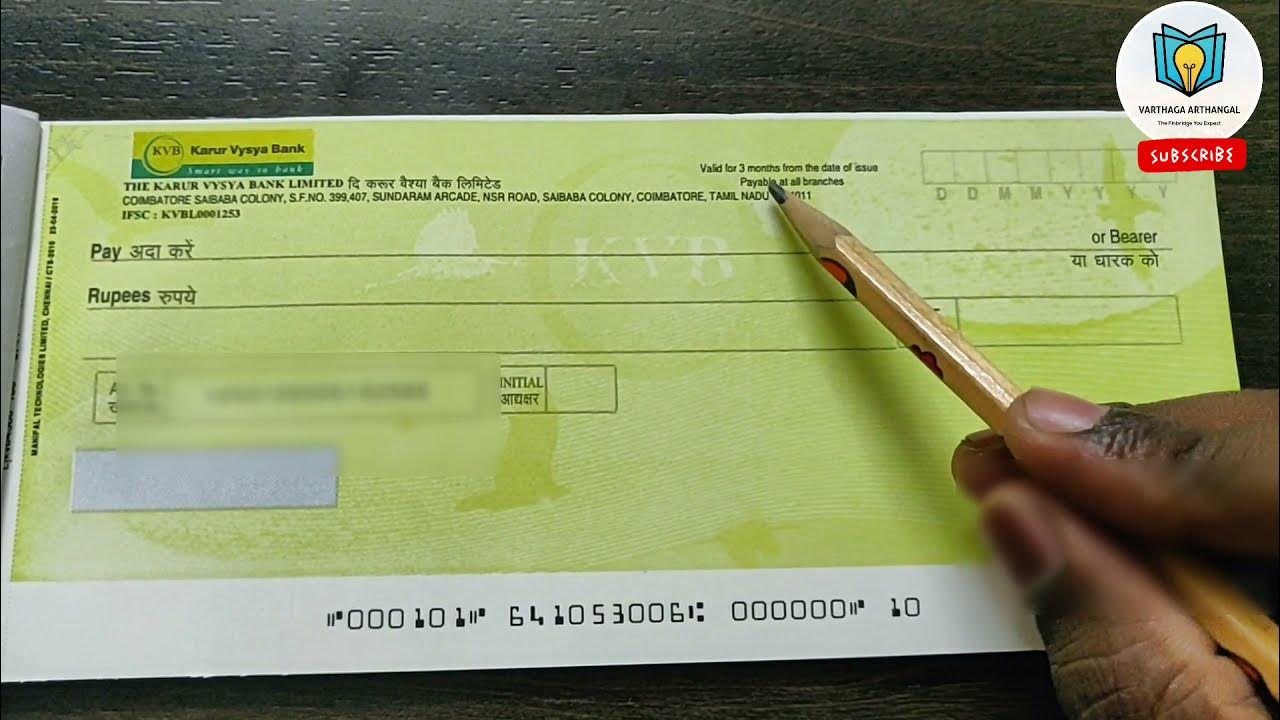 VARTHAGA ARTHANGAL
The Finbridge You Expect
SUBSCRIBE
KVB Karur Vysya Bank
Smart way to bank
THE KARUR VYSYA BANK LIMITED दि करूर वैश्या बैंक लिमिटेड
COIMBATORE SAIBABA COLONY, S.F.NO. 399,407, SUNDARAM ARCADE, NSR ROAD, SAIBABA COLONY, COIMBATORE, TAMIL NADU
IFSC : KVBL0001253
Valid for 3 months from the date of issue
Payable at all branches
D D M M Y Y Y Y
Pay अदा करें
or Bearer
या धारक को
KVB
Rupees रुपये
INITIAL
आद्यक्षर
MANIPAL TECHNOLOGIES LIMITED, CHENNAI / CTS-2010
⑈000101⑈ 641053006⑆ 000000⑈ 10